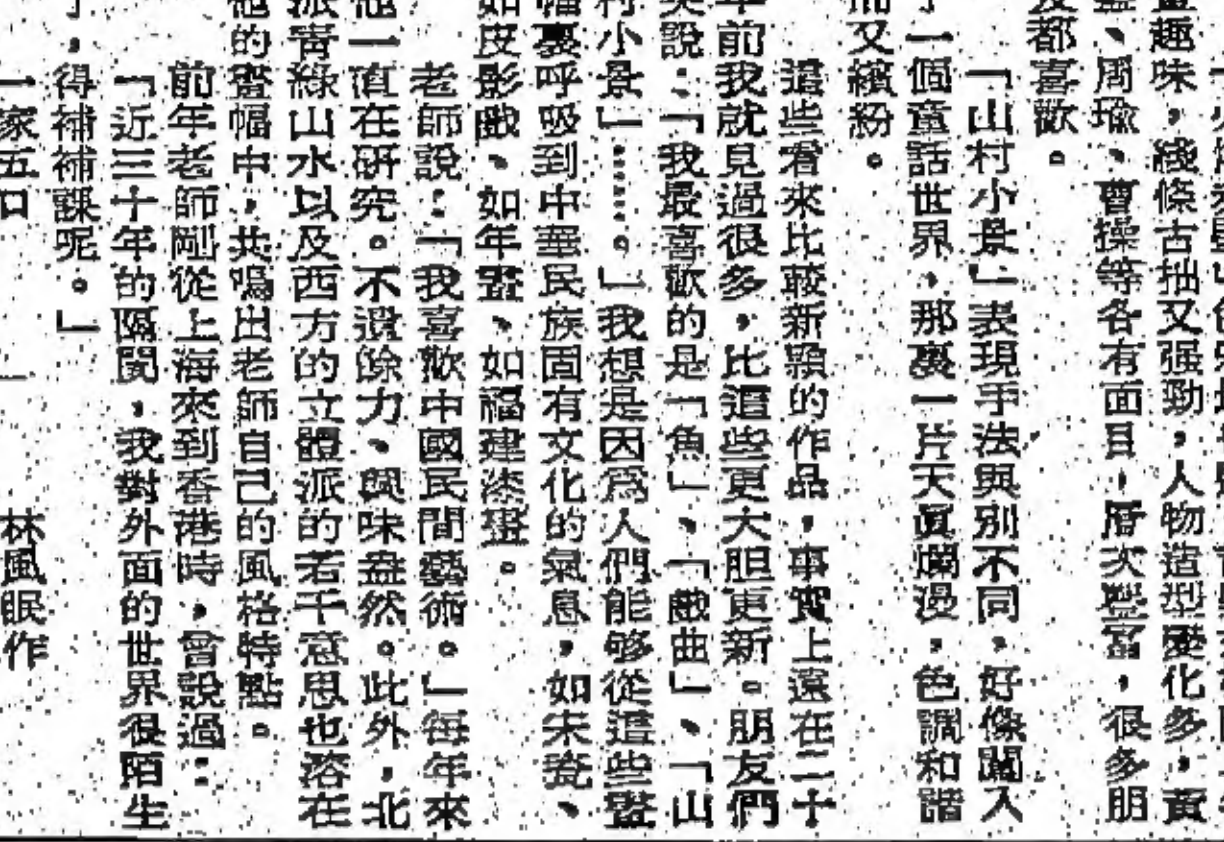 畫趣味,綫條古拙又强勁,人物造型變化多,黃
蓋、周瑜、曹操等各有面目,層次豐富,很多朋
友都喜歡。
「山村小景」表現手法與別不同,好像闖入
了一個童話世界,那裏一片天眞爛漫,色調和諧
而又繽紛。
這些看來比較新穎的作品,事實上遠在二十
年前我就見過很多,比這些更大胆更新。朋友們
笑說:「我最喜歡的是「魚」、「戲曲」、「山
村小景」……。」我想是因爲人們能够從這些畫
幅裏呼吸到中華民族固有文化的氣息,如宋瓷、
如皮影戲、如年畫、如福建漆畫。
老師說:「我喜歡中國民間藝術。」每年來
他一直在研究。不遺餘力、興味盎然。此外,北
派靑綠山水以及西方的立體派的若干意思也溶在
他的畫幅中,共鳴出老師自己的風格特點。
前年老師剛從上海來到香港時,曾說過:
「近三十年的隔閡,我對外面的世界很陌生
了,得補補課呢。」
一家五口 林風眠作